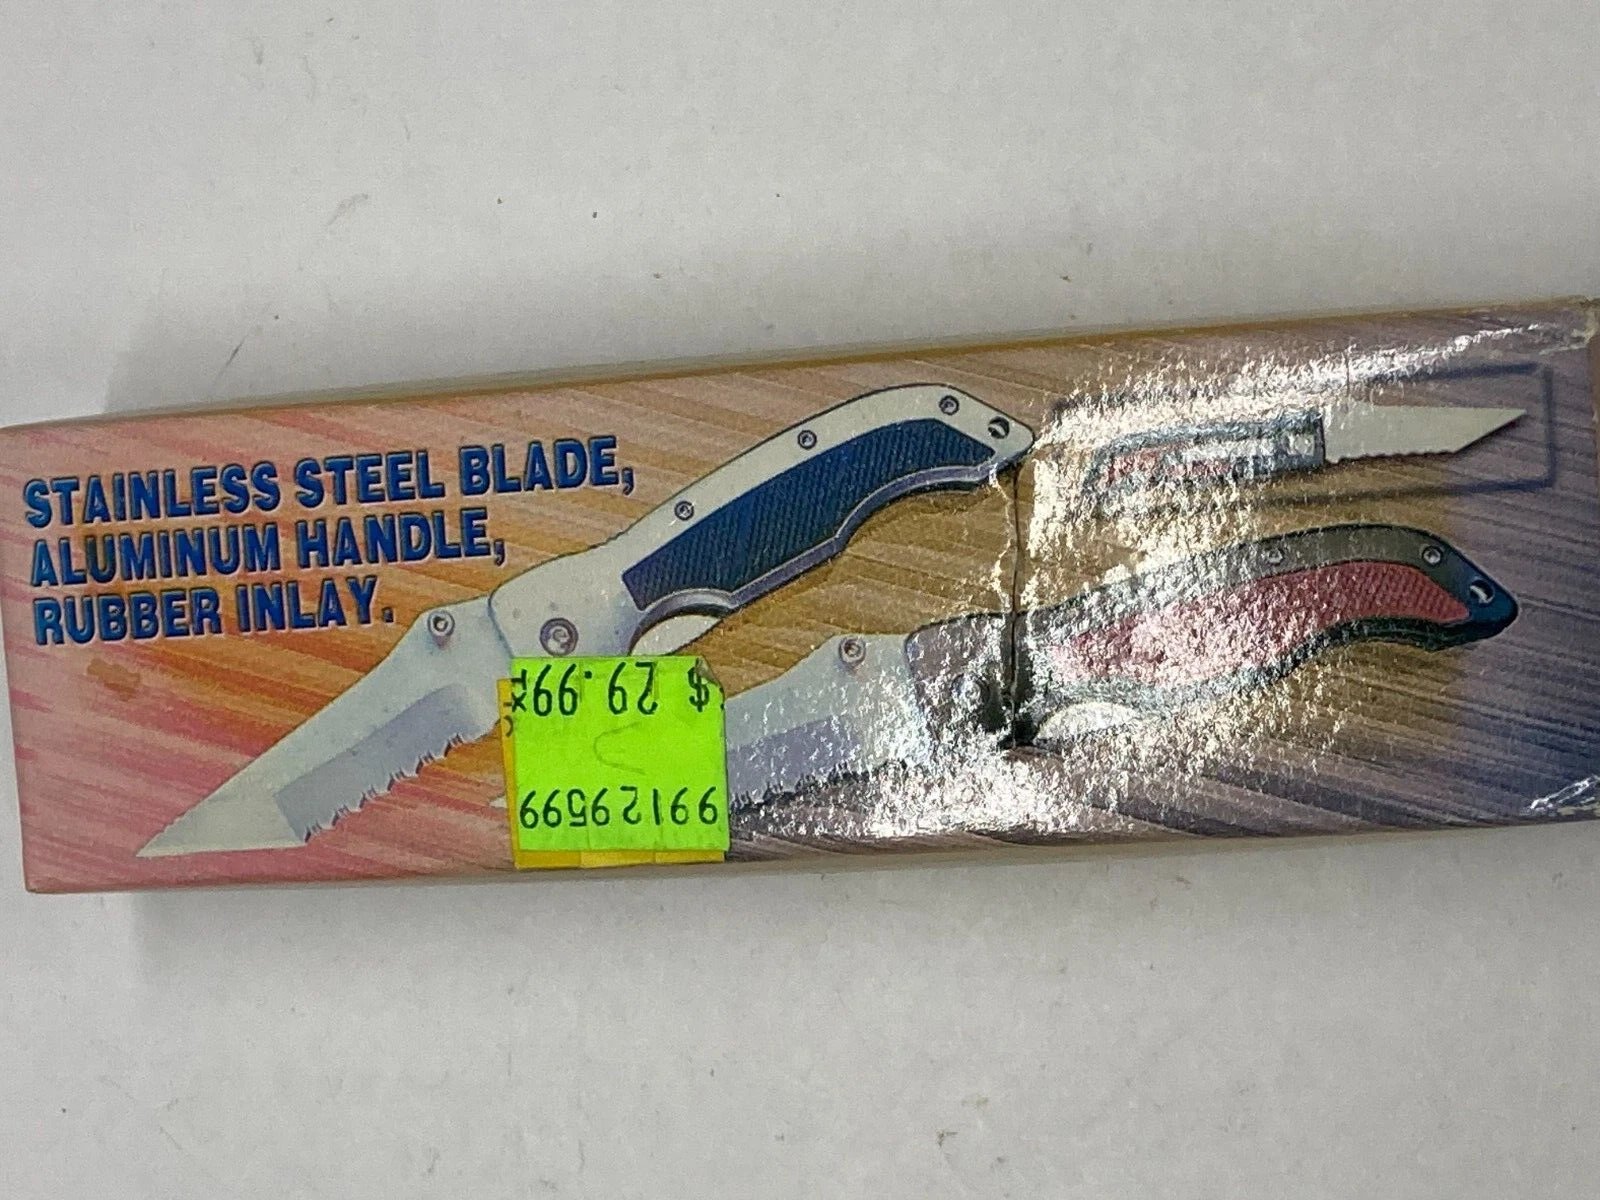 STAINLESS STEEL BLADE,
ALUMINUM HANDLE,
RUBBER INLAY.
99129599
$ 29.99